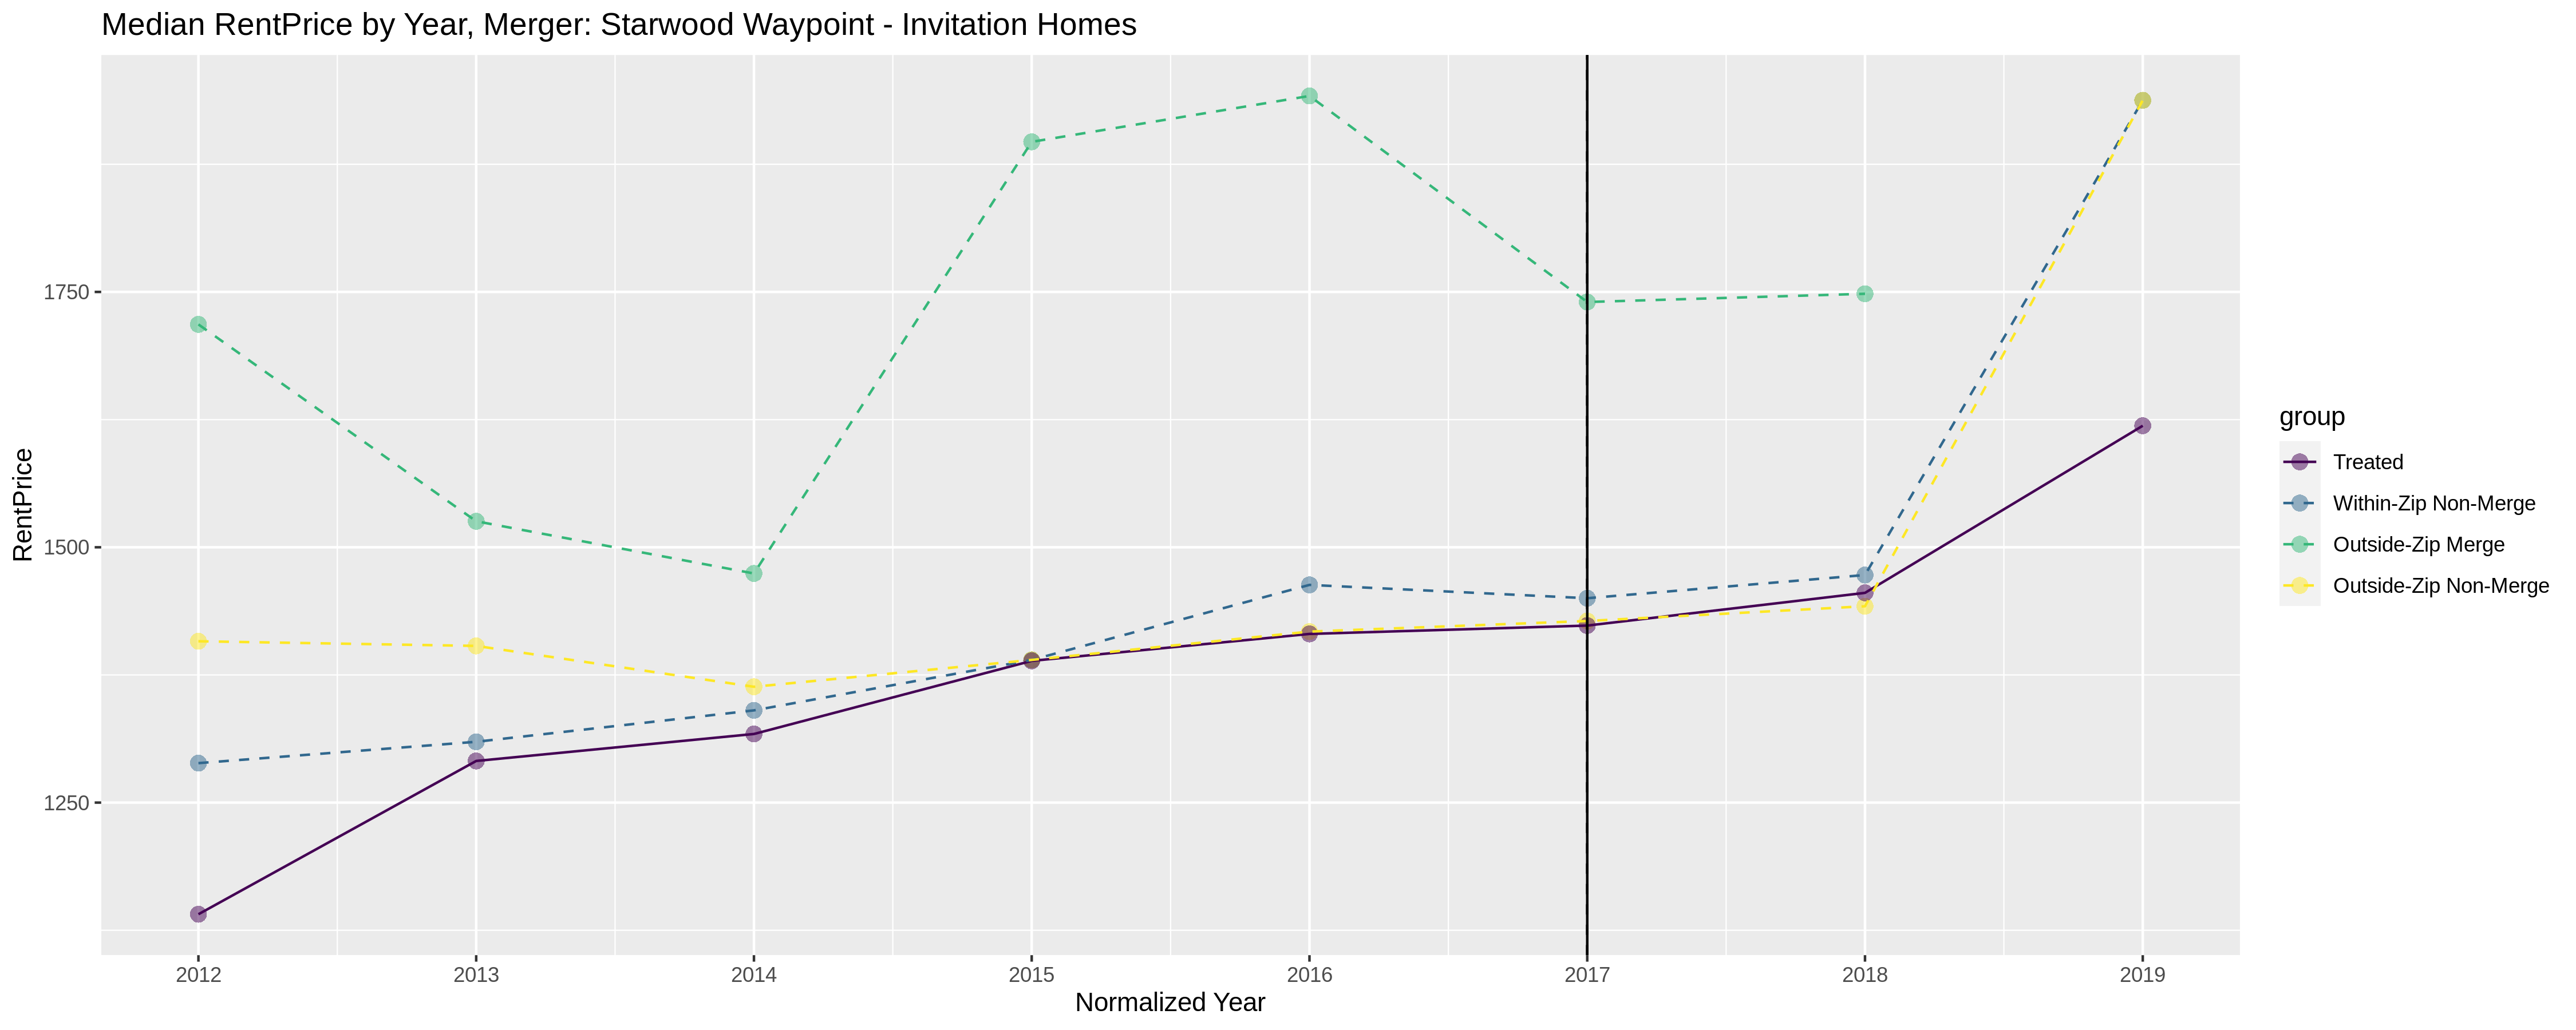 Median RentPrice by Year, Merger: Starwood Waypoint - Invitation Homes
RentPrice
1750
1500
1250
2012 2013 2014 2015 2016 2017 2018 2019
Normalized Year
group
Treated
Within-Zip Non-Merge
Outside-Zip Merge
Outside-Zip Non-Merge